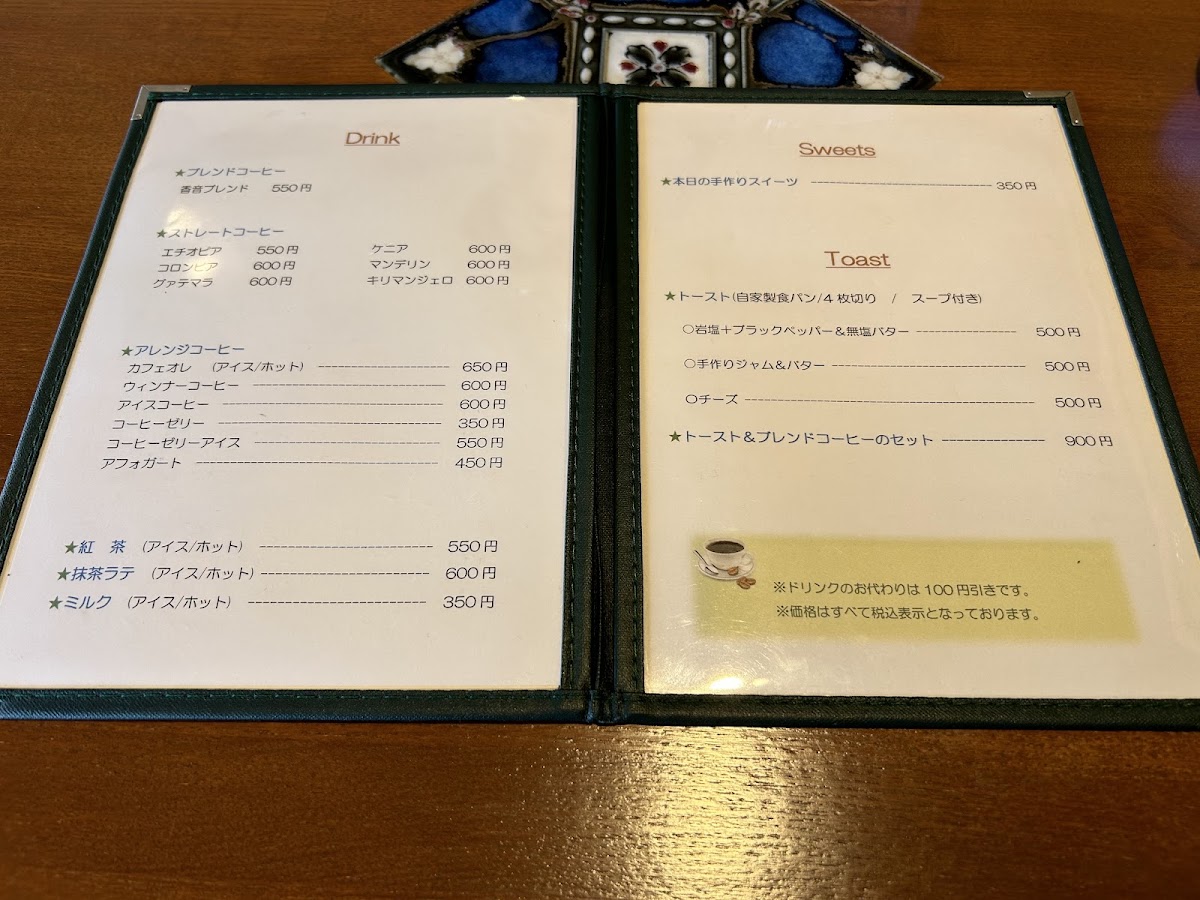 Drink
★ブレンドコーヒー
香音ブレンド 550円
★ストレートコーヒー
エチオピア 550円 ケニア 600円
コロンビア 600円 マンデリン 600円
グァテマラ 600円 キリマンジェロ 600円
★アレンジコーヒー
カフェオレ (アイス/ホット) 650円
ウィンナーコーヒー 600円
アイスコーヒー 600円
コーヒーゼリー 350円
コーヒーゼリーアイス 550円
アフォガート 450円
★紅 茶 (アイス/ホット) 550円
★抹茶ラテ (アイス/ホット) 600円
★ミルク (アイス/ホット) 350円
Sweets
★本日の手作りスイーツ 350円
Toast
★トースト(自家製食パン/4枚切り / スープ付き)
○岩塩+ブラックペッパー&無塩バター 500円
○手作りジャム&バター 500円
○チーズ 500円
★トースト&ブレンドコーヒーのセット 900円
※ドリンクのお代わりは100円引きです。
※価格はすべて税込表示となっております。